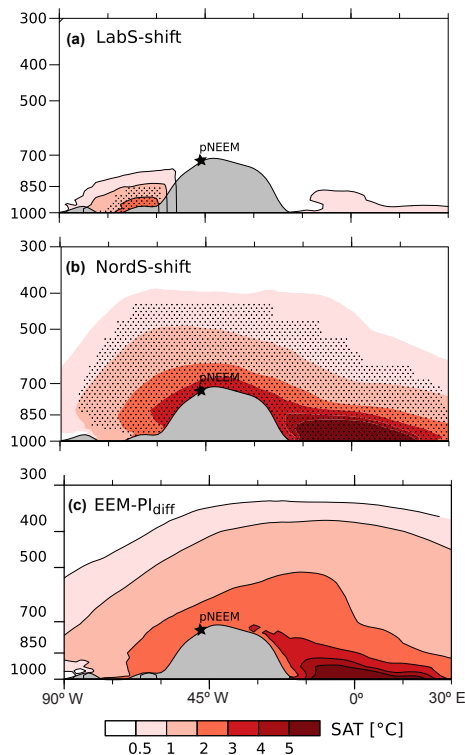 300
(a) LabS-shift
400
500
pNEEM
700
850
1000
300
(b) NordS-shift
400
500
700
pNEEM
850
1000
300
(c) EEM-PIdiff
400
500
pNEEM
700
850
1000
90° W 45° W 0° 30° E
SAT [°C]
0.5 1 2 3 4 5